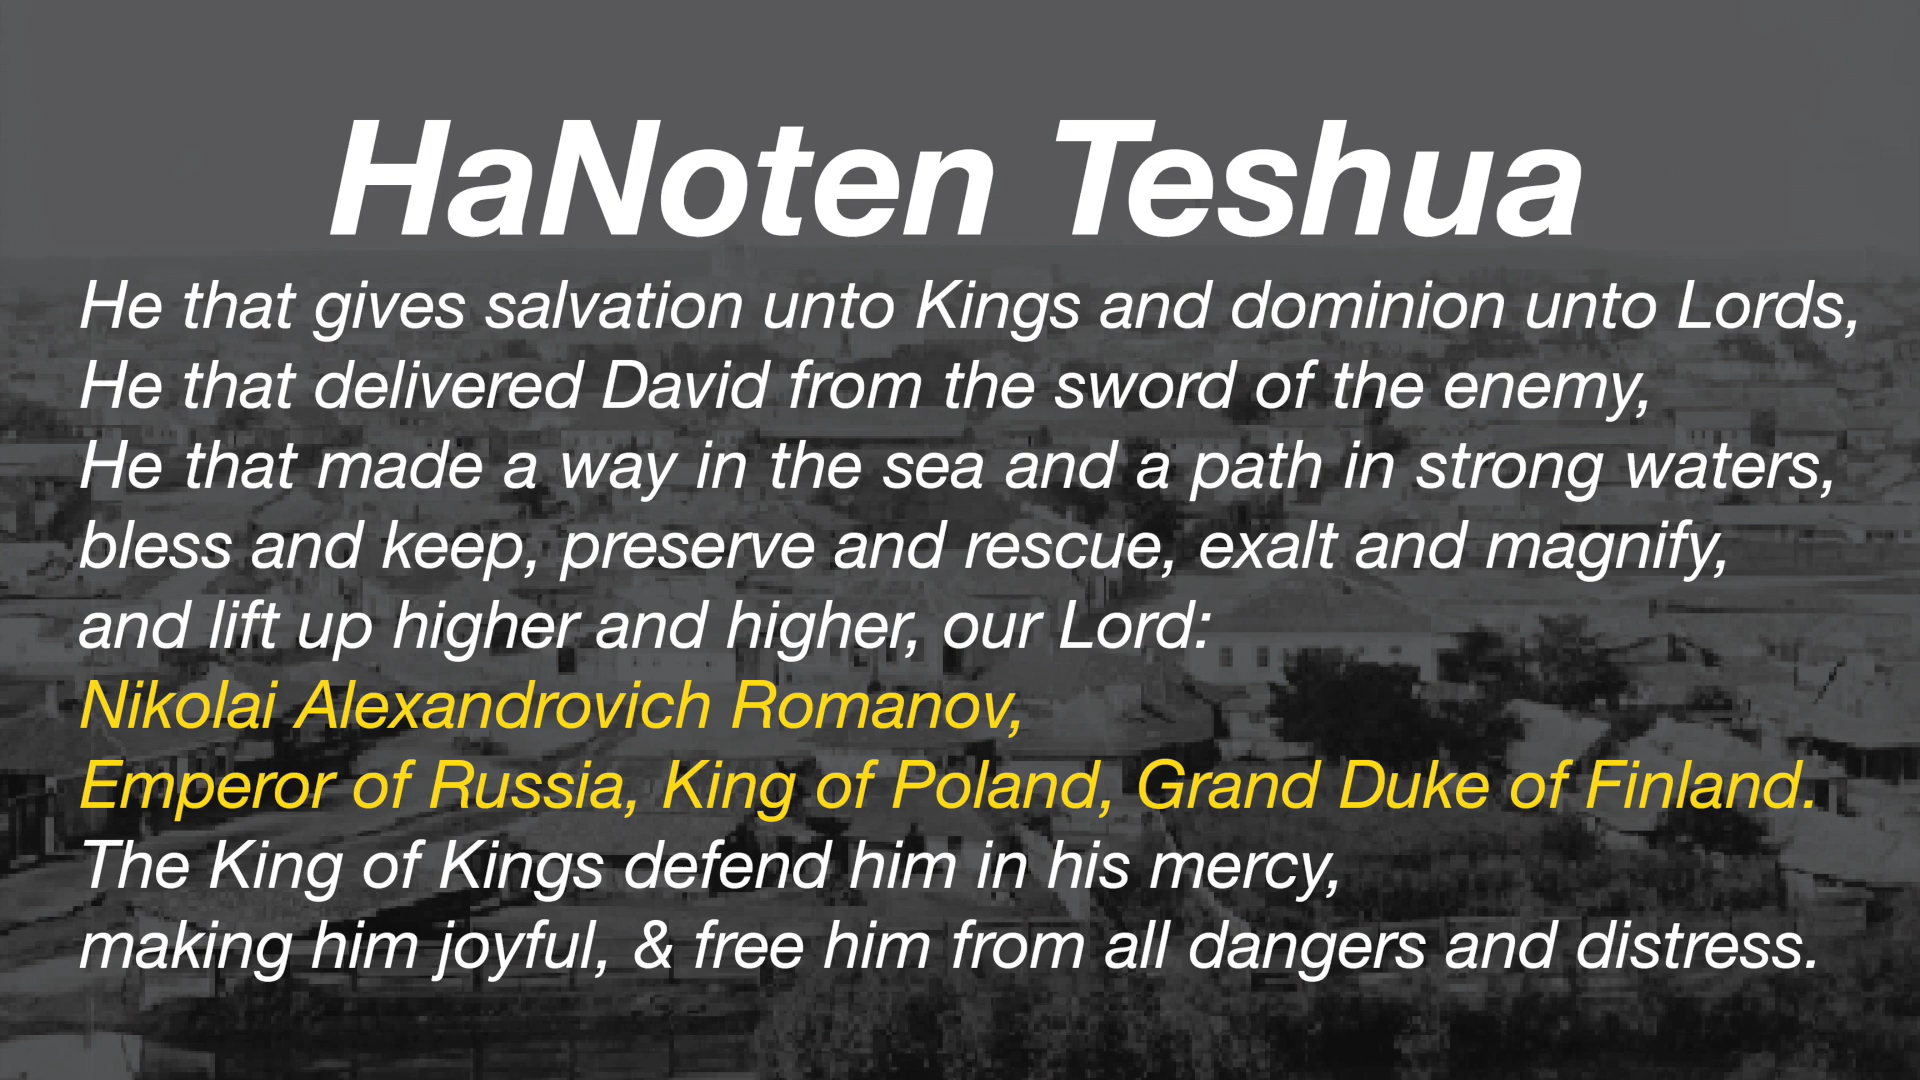 HaNoten Teshua
He that gives salvation unto Kings and dominion unto Lords,
He that delivered David from the sword of the enemy,
He that made a way in the sea and a path in strong waters,
bless and keep, preserve and rescue, exalt and magnify,
and lift up higher and higher, our Lord:
Nikolai Alexandrovich Romanov,
Emperor of Russia, King of Poland, Grand Duke of Finland.
The King of Kings defend him in his mercy,
making him joyful, & free him from all dangers and distress.